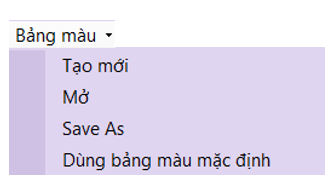 Bảng màu
Tạo mới
Mở
Save As
Dùng bảng màu mặc định